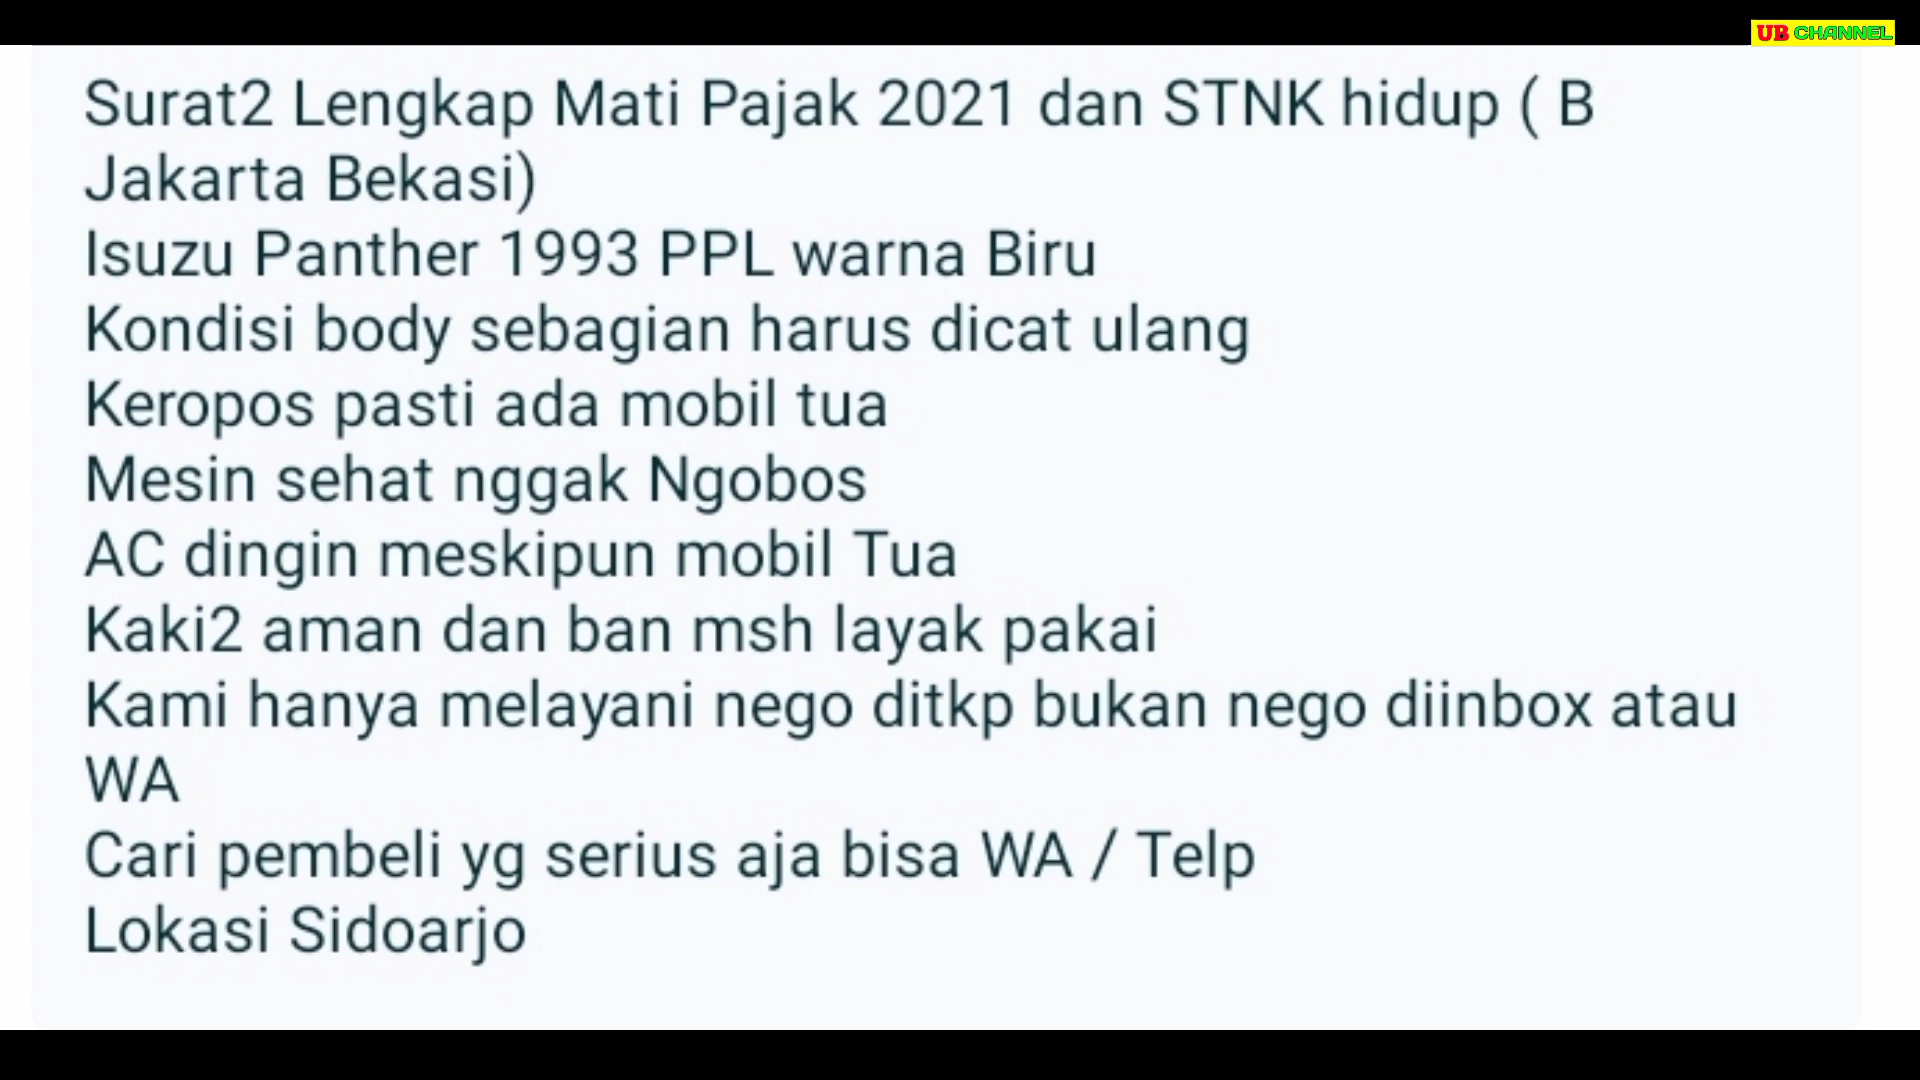 UB CHANNEL
Surat2 Lengkap Mati Pajak 2021 dan STNK hidup ( B
Jakarta Bekasi)
Isuzu Panther 1993 PPL warna Biru
Kondisi body sebagian harus dicat ulang
Keropos pasti ada mobil tua
Mesin sehat nggak Ngobos
AC dingin meskipun mobil Tua
Kaki2 aman dan ban msh layak pakai
Kami hanya melayani nego ditkp bukan nego diinbox atau
WA
Cari pembeli yg serius aja bisa WA / Telp
Lokasi Sidoarjo